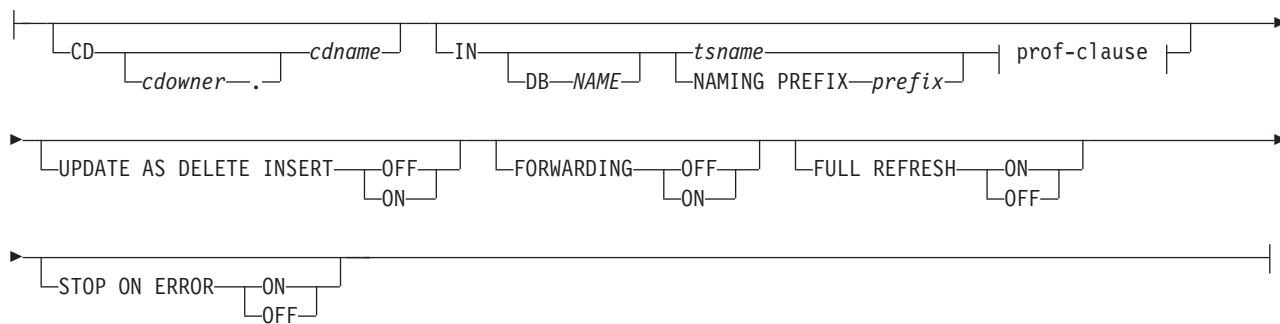 CD cdname IN tsname prof-clause
cdowner . DB NAME NAMING PREFIX prefix
UPDATE AS DELETE INSERT OFF FORWARDING OFF FULL REFRESH ON
ON ON OFF
STOP ON ERROR ON
OFF